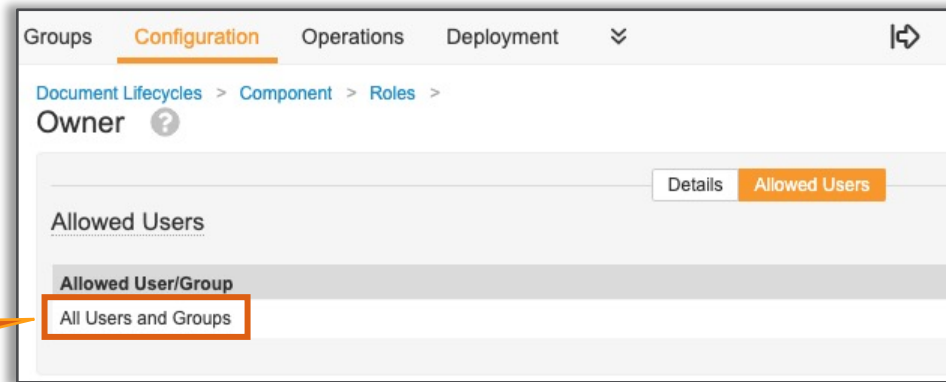 Groups Configuration Operations Deployment
Document Lifecycles > Component > Roles >
Owner ?
Details Allowed Users
Allowed Users
Allowed User/Group
All Users and Groups